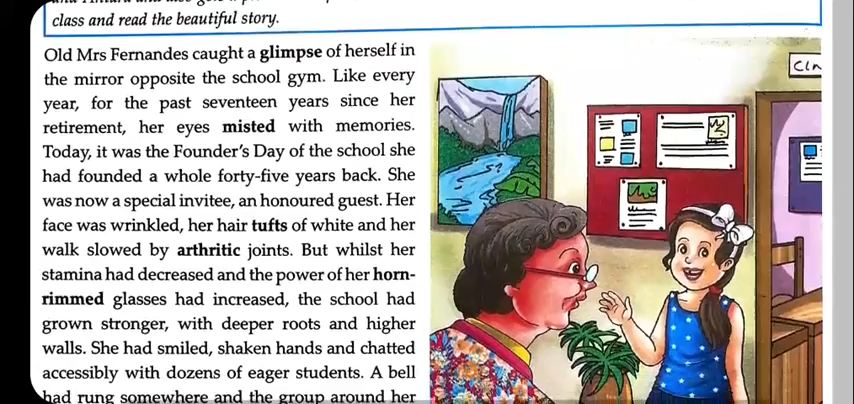 class and read the beautiful story.
Old Mrs Fernandes caught a glimpse of herself in
the mirror opposite the school gym. Like every
year, for the past seventeen years since her
retirement, her eyes misted with memories.
Today, it was the Founder's Day of the school she
had founded a whole forty-five years back. She
was now a special invitee, an honoured guest. Her
face was wrinkled, her hair tufts of white and her
walk slowed by arthritic joints. But whilst her
stamina had decreased and the power of her horn-
rimmed glasses had increased, the school had
grown stronger, with deeper roots and higher
walls. She had smiled, shaken hands and chatted
accessibly with dozens of eager students. A bell
had rung somewhere and the group around her